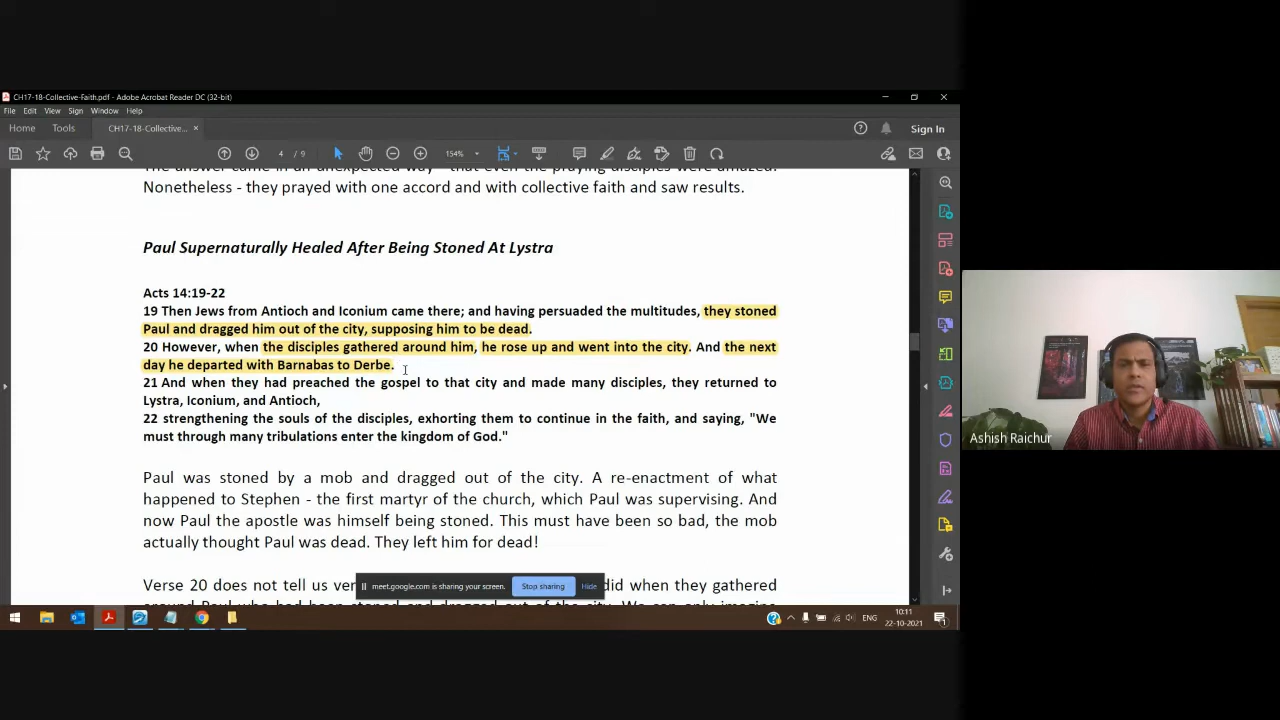 CH17-18-Collective-Faith.pdf - Adobe Acrobat Reader DC (32-bit)
File Edit View Sign Window Help
Home Tools CH17-18-Collective... × Sign In
4 / 9 154%
Nonetheless - they prayed with one accord and with collective faith and saw results.
Paul Supernaturally Healed After Being Stoned At Lystra
Acts 14:19-22
19 Then Jews from Antioch and Iconium came there; and having persuaded the multitudes, they stoned
Paul and dragged him out of the city, supposing him to be dead.
20 However, when the disciples gathered around him, he rose up and went into the city. And the next
day he departed with Barnabas to Derbe.
21 And when they had preached the gospel to that city and made many disciples, they returned to
Lystra, Iconium, and Antioch,
22 strengthening the souls of the disciples, exhorting them to continue in the faith, and saying, "We
must through many tribulations enter the kingdom of God."
Paul was stoned by a mob and dragged out of the city. A re-enactment of what
happened to Stephen - the first martyr of the church, which Paul was supervising. And
now Paul the apostle was himself being stoned. This must have been so bad, the mob
actually thought Paul was dead. They left him for dead!
Verse 20 does not tell us did when they gathered
meet.google.com is sharing your screen. Stop sharing Hide
ENG
10:11
22-10-2021
Ashish Raichur